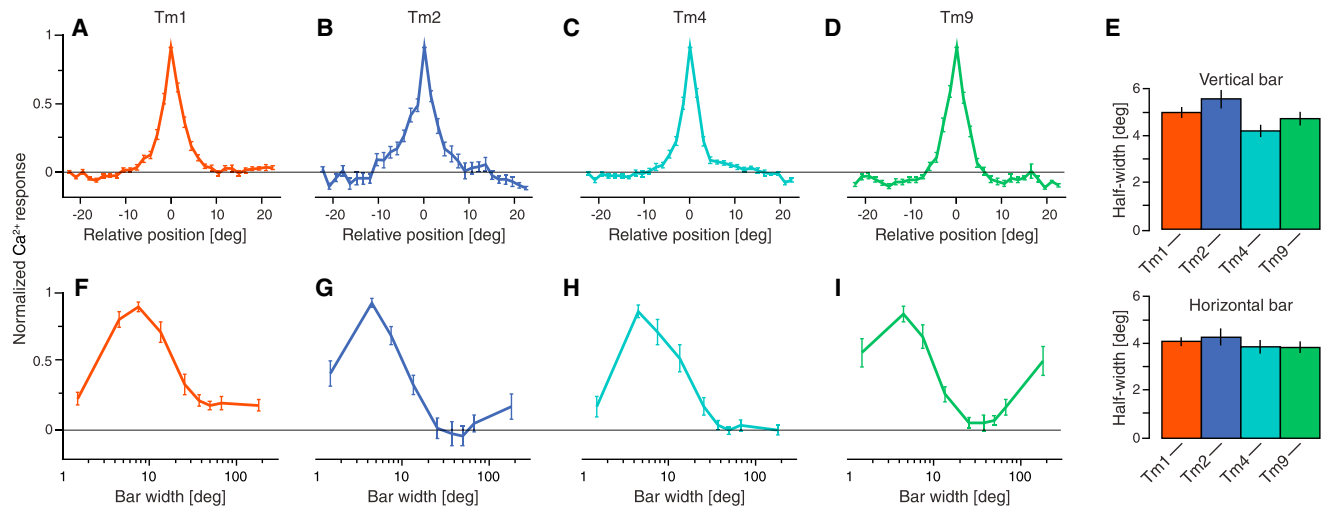 A Tm1
B Tm2
C Tm4
D Tm9
E
Normalized Ca²⁺ response
1
0.5
0
-20 -10 0 10 20
Relative position [deg]
-20 -10 0 10 20
Relative position [deg]
-20 -10 0 10 20
Relative position [deg]
-20 -10 0 10 20
Relative position [deg]
Vertical bar
Half-width [deg]
6
4
2
0
Tm1
Tm2
Tm4
Tm9
F
G
H
I
1
0.5
0
1 10 100
Bar width [deg]
1 10 100
Bar width [deg]
1 10 100
Bar width [deg]
1 10 100
Bar width [deg]
Horizontal bar
Half-width [deg]
6
4
2
0
Tm1
Tm2
Tm4
Tm9